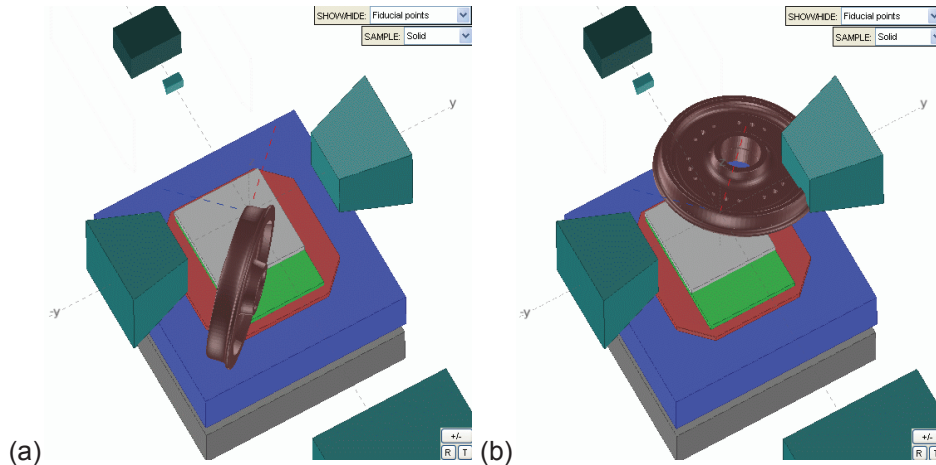 SHOW/HIDE: Fiducial points
SAMPLE: Solid
y
-y
+/-
R T
(a)
SHOW/HIDE: Fiducial points
SAMPLE: Solid
y
-y
+/-
R T
(b)